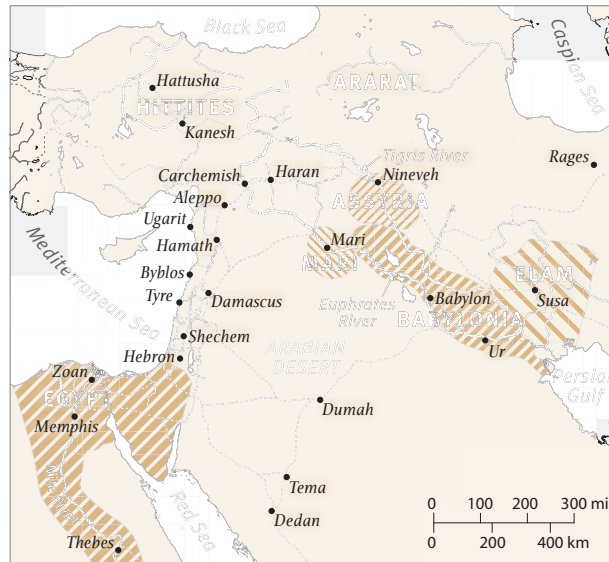 Black Sea
Caspian Sea
Hattusha
ARARAT
HITTITES
Kanesh
Tigris River
Rages
Carchemish
Haran
Nineveh
Aleppo
ASSYRIA
Ugarit
Hamath
Mari
MARI
Mediterranean Sea
Byblos
ELAM
Tyre
Damascus
Euphrates
River
Babylon
Susa
BABYLONIA
Shechem
ARABIAN
DESERT
Hebron
Ur
Zoan
Persian
Gulf
EGYPT
Dumah
Memphis
Tema
Nile River
Red Sea
Dedan
0 100 200 300 mi
0 200 400 km
Thebes